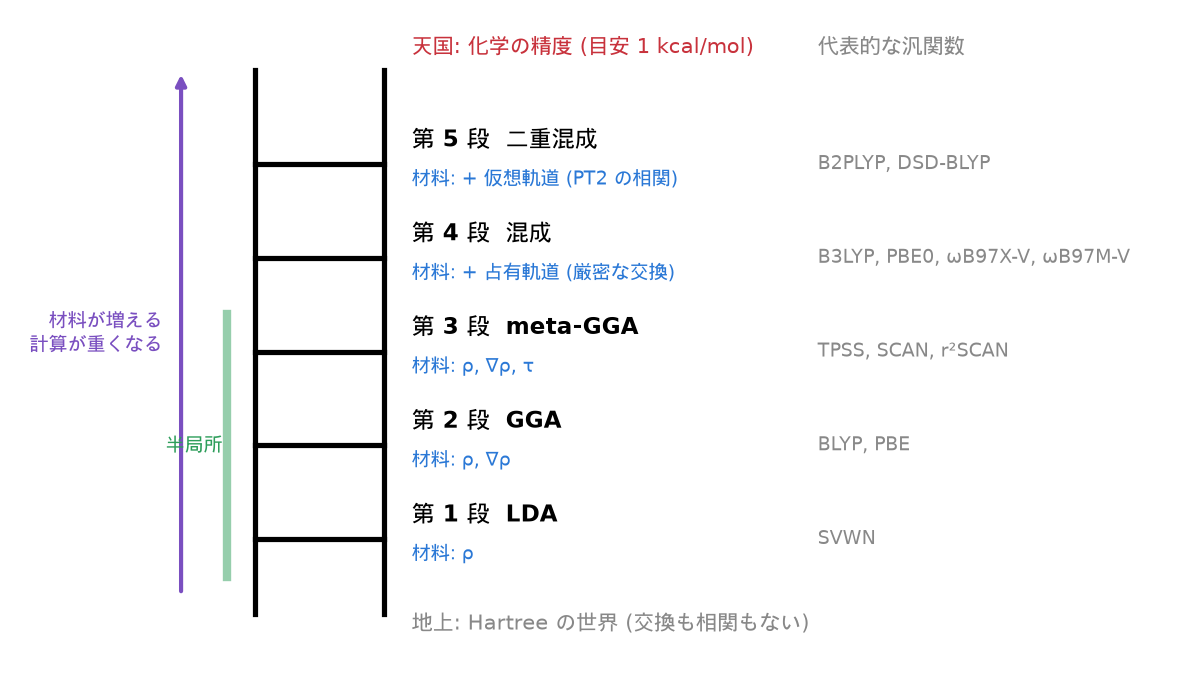 天国: 化学の精度 (目安 1 kcal/mol)
代表的な汎関数
第 5 段 二重混成
材料: + 仮想軌道 (PT2 の相関)
B2PLYP, DSD-BLYP
第 4 段 混成
材料: + 占有軌道 (厳密な交換)
B3LYP, PBE0, ωB97X-V, ωB97M-V
材料が増える
計算が重くなる
第 3 段 meta-GGA
材料: ρ, ∇ρ, τ
TPSS, SCAN, r²SCAN
半局所
第 2 段 GGA
材料: ρ, ∇ρ
BLYP, PBE
第 1 段 LDA
材料: ρ
SVWN
地上: Hartree の世界 (交換も相関もない)